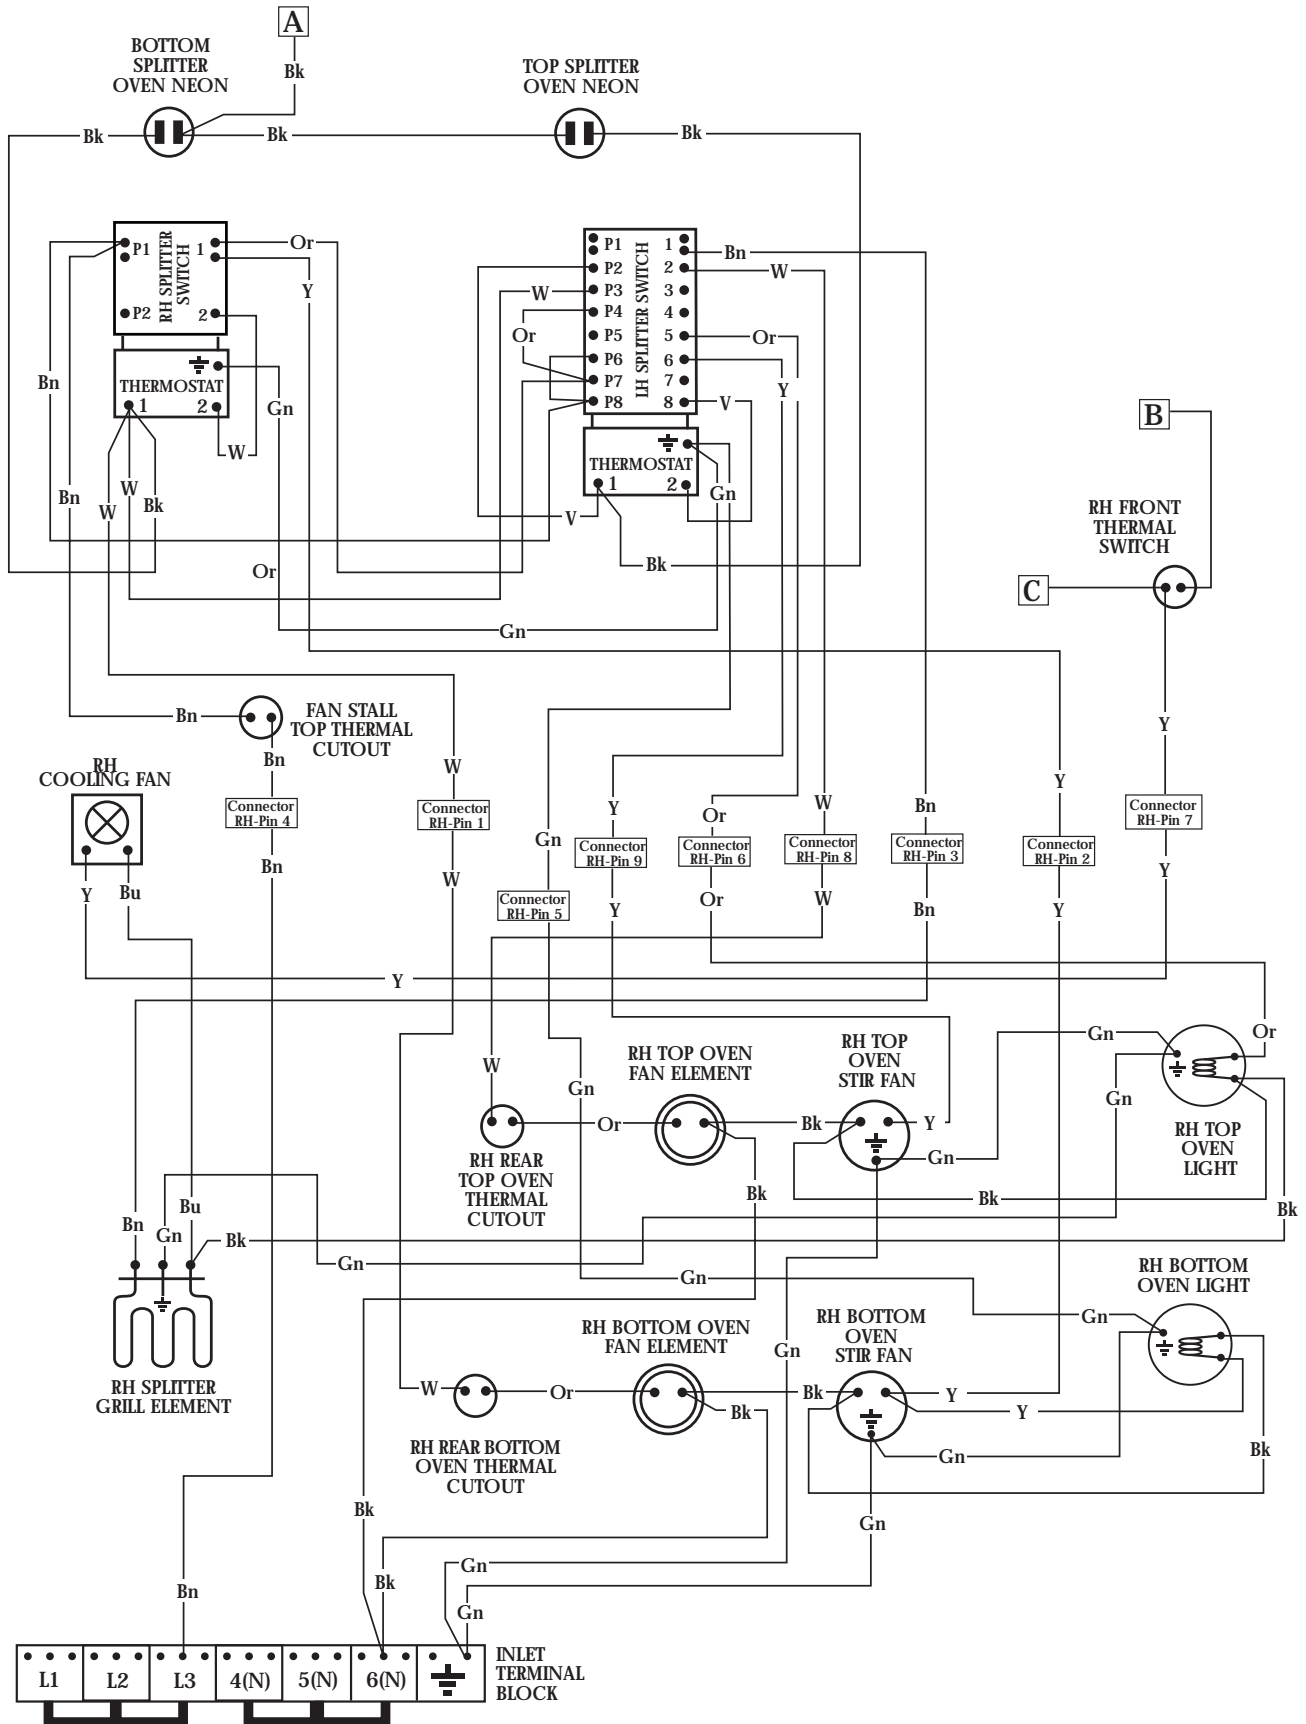 A
BOTTOM
SPLITTER
OVEN NEON
Bk
TOP SPLITTER
OVEN NEON
Bk
Bk
Bk
P1
1
P2
2
RH SPLITTER
SWITCH
Or
Y
THERMOSTAT
1
2
Bn
Gn
W
Bn
W
W
Bk
Or
P1
P2
P3
P4
P5
P6
P7
P8
LH SPLITTER SWITCH
1
2
3
4
5
6
7
8
W
Or
Bn
W
Or
Y
V
THERMOSTAT
1
2
Gn
V
Bk
Gn
B
RH FRONT
THERMAL
SWITCH
C
Bn
FAN STALL
TOP THERMAL
CUTOUT
Bn
Y
RH
COOLING FAN
W
Y
Connector
RH-Pin 4
Connector
RH-Pin 1
Y
Or
W
Bn
Connector
RH-Pin 7
Gn
Connector
RH-Pin 9
Connector
RH-Pin 6
Connector
RH-Pin 8
Connector
RH-Pin 3
Connector
RH-Pin 2
Bn
W
Y
Y
Bu
Connector
RH-Pin 5
Y
Or
W
Bn
Y
Y
W
RH TOP OVEN
FAN ELEMENT
RH TOP
OVEN
STIR FAN
Gn
Or
Gn
Gn
Or
Bk
Y
RH TOP
OVEN
LIGHT
RH REAR
TOP OVEN
THERMAL
CUTOUT
Gn
Bk
Bk
Bk
Bn
Gn
Bu
Bk
Gn
Gn
RH BOTTOM
OVEN LIGHT
RH BOTTOM OVEN
FAN ELEMENT
RH BOTTOM
OVEN
STIR FAN
Gn
Gn
RH SPLITTER
GRILL ELEMENT
W
Or
Bk
Y
Bk
Y
RH REAR BOTTOM
OVEN THERMAL
CUTOUT
Gn
Bk
Bk
Gn
Gn
Bk
Bn
Gn
L1
L2
L3
4(N)
5(N)
6(N)
INLET
TERMINAL
BLOCK